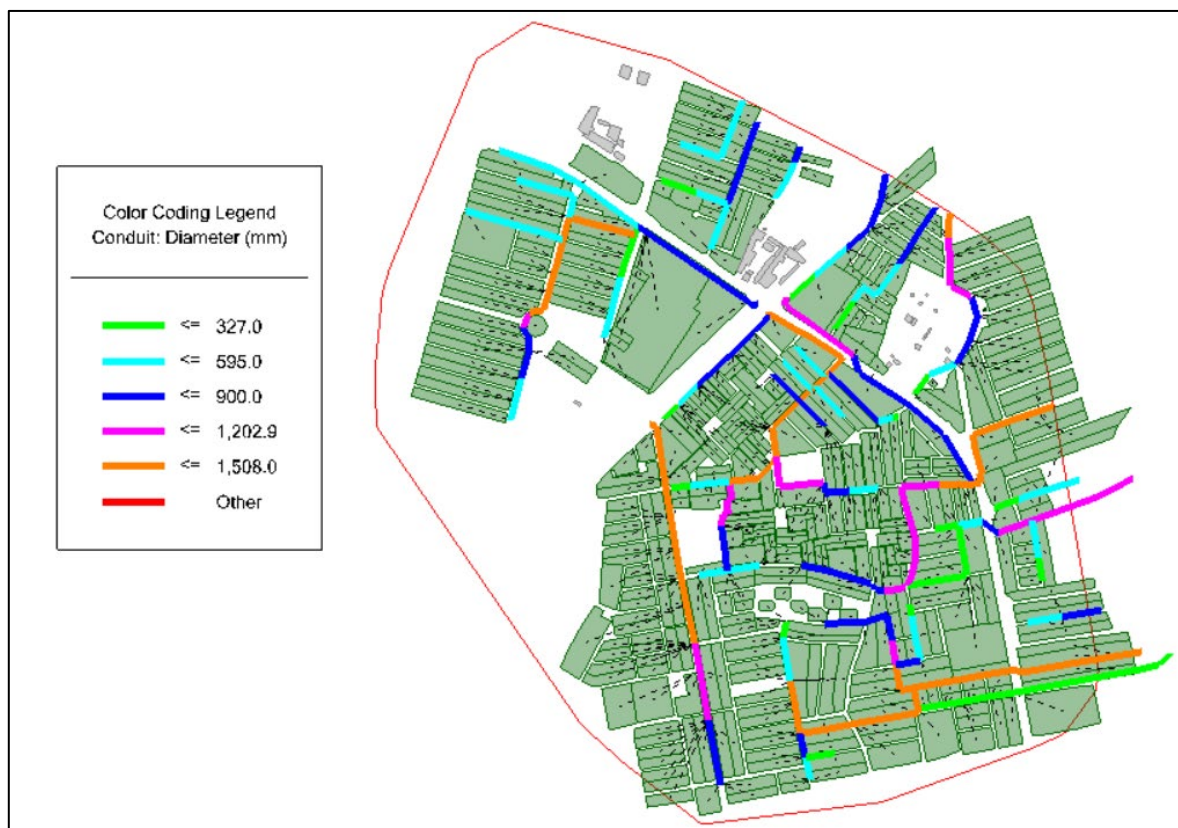 Color Coding Legend
Conduit: Diameter (mm)
<= 327.0
<= 595.0
<= 900.0
<= 1,202.9
<= 1,508.0
Other